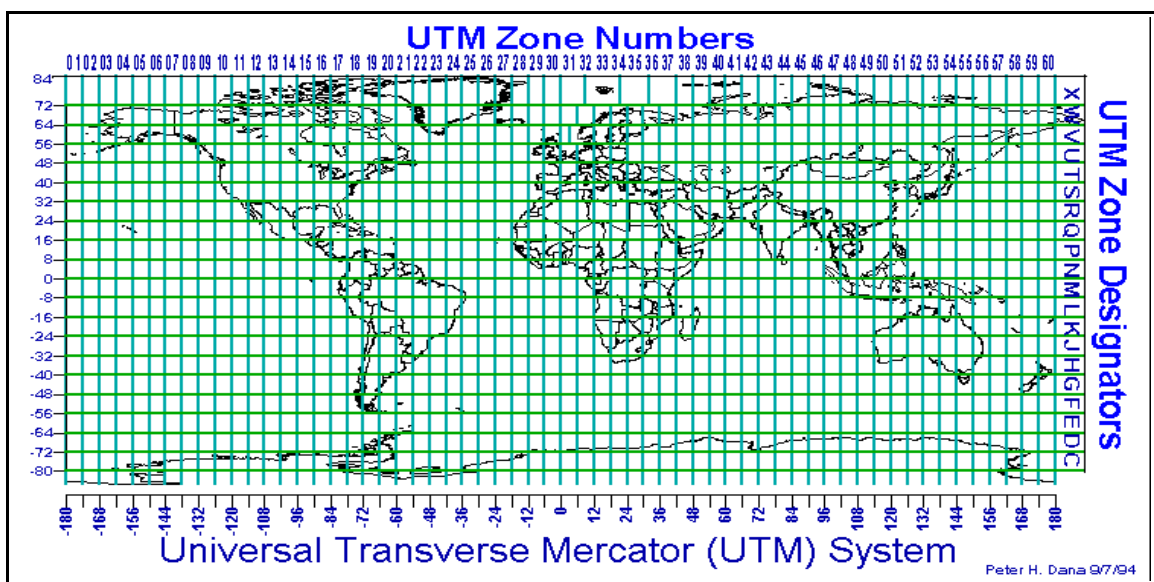 UTM Zone Numbers
01 02 03 04 05 06 07 08 09 10 11 12 13 14 15 16 17 18 19 20 21 22 23 24 25 26 27 28 29 30 31 32 33 34 35 36 37 38 39 40 41 42 43 44 45 46 47 48 49 50 51 52 53 54 55 56 57 58 59 60
84
72
64
56
48
40
32
24
16
8
0
-8
-16
-24
-32
-40
-48
-56
-64
-72
-80
X
W
V
U
T
S
R
Q
P
N
M
L
K
J
H
G
F
E
D
C
UTM Zone Designators
-180 -168 -156 -144 -132 -120 -108 -96 -84 -72 -60 -48 -36 -24 -12 0 12 24 36 48 60 72 84 96 108 120 132 144 156 168 180
Universal Transverse Mercator (UTM) System
Peter H. Dana 9/7/94